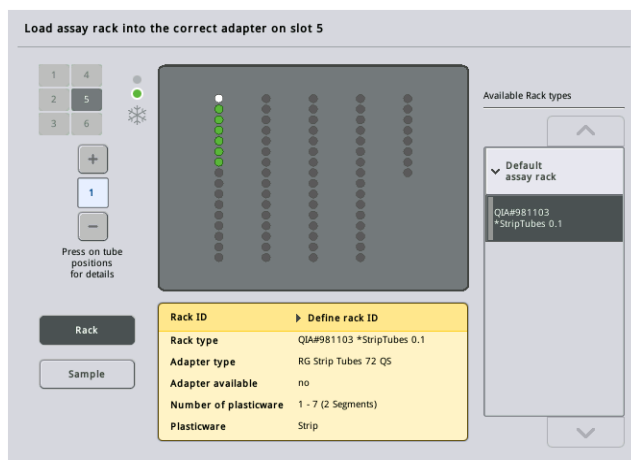 Load assay rack into the correct adapter on slot 5
1 4
2 5
3 6
+
1
−
Press on tube
positions
for details
Rack
Sample
Rack ID Define rack ID
Rack type QIA#981103 *StripTubes 0.1
Adapter type RG Strip Tubes 72 QS
Adapter available no
Number of plasticware 1 - 7 (2 Segments)
Plasticware Strip
Available Rack types
Default
assay rack
QIA#981103
*StripTubes 0.1